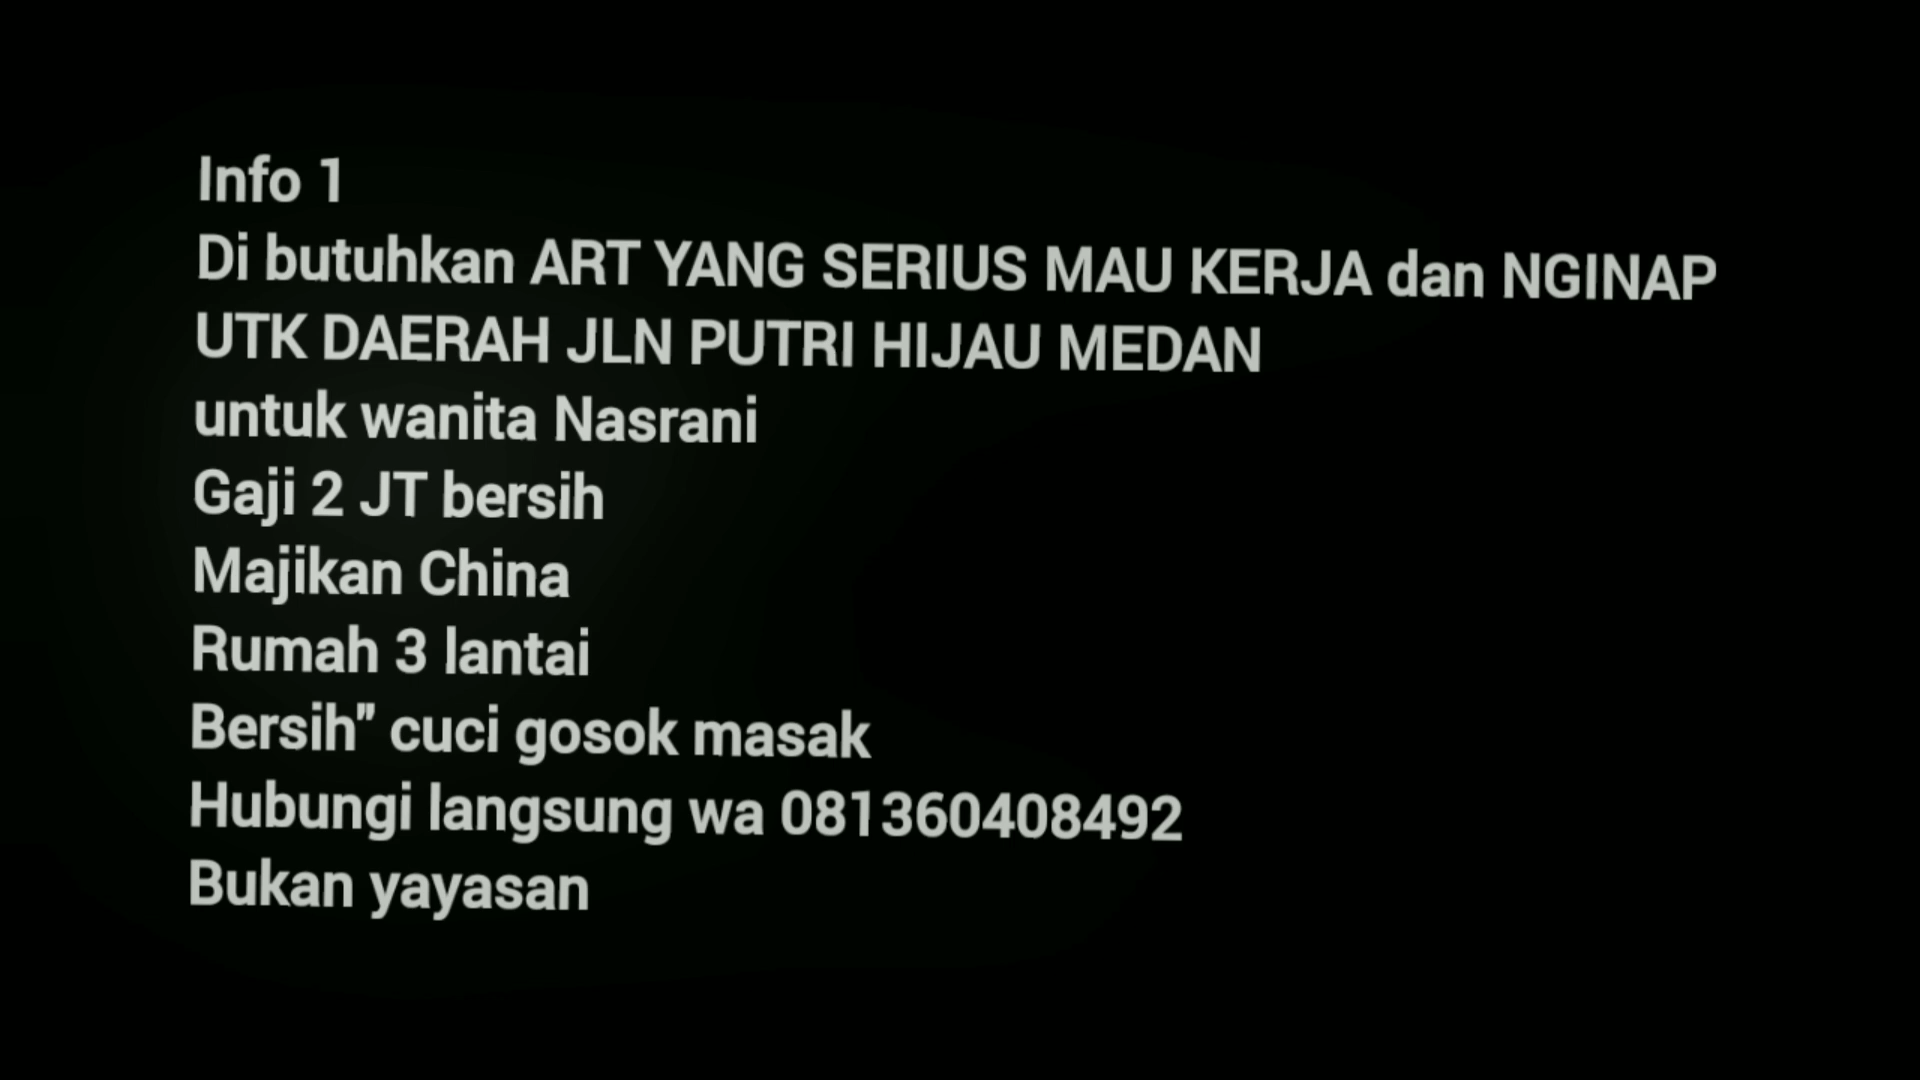 Info 1
Di butuhkan ART YANG SERIUS MAU KERJA dan NGINAP
UTK DAERAH JLN PUTRI HIJAU MEDAN
untuk wanita Nasrani
Gaji 2 JT bersih
Majikan China
Rumah 3 lantai
Bersih" cuci gosok masak
Hubungi langsung wa 081360408492
Bukan yayasan